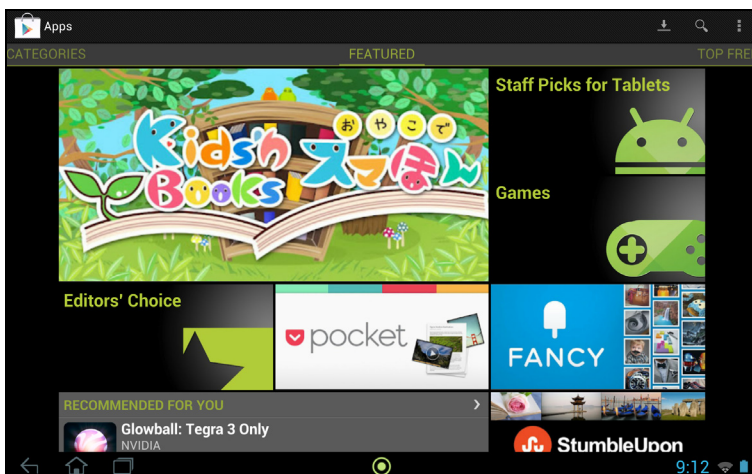 Apps
CATEGORIES
FEATURED
TOP FRE
Kids'n Books
おやこで
スマほん
Staff Picks for Tablets
Games
Editors' Choice
pocket
FANCY
RECOMMENDED FOR YOU
Glowball: Tegra 3 Only
NVIDIA
StumbleUpon
9:12